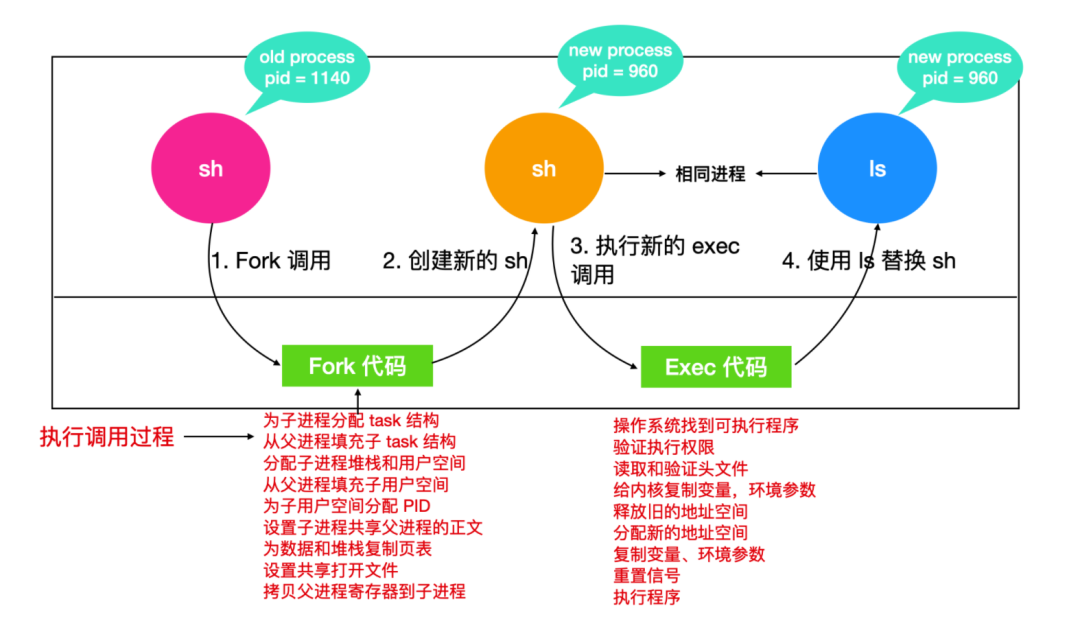 old process
pid = 1140
new process
pid = 960
new process
pid = 960
sh
sh
相同进程
ls
1. Fork 调用
2. 创建新的 sh
3. 执行新的 exec
调用
4. 使用 ls 替换 sh
Fork 代码
Exec 代码
执行调用过程
为子进程分配 task 结构
从父进程填充子 task 结构
分配子进程堆栈和用户空间
从父进程填充子用户空间
为子用户空间分配 PID
设置子进程共享父进程的正文
为数据和堆栈复制页表
设置共享打开文件
拷贝父进程寄存器到子进程
操作系统找到可执行程序
验证执行权限
读取和验证头文件
给内核复制变量，环境参数
释放旧的地址空间
分配新的地址空间
复制变量、环境参数
重置信号
执行程序